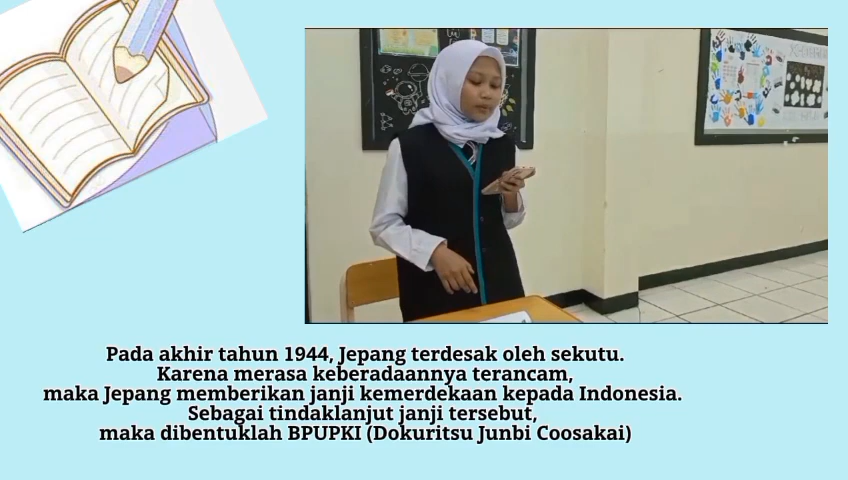 Pada akhir tahun 1944, Jepang terdesak oleh sekutu.
Karena merasa keberadaannya terancam,
maka Jepang memberikan janji kemerdekaan kepada Indonesia.
Sebagai tindaklanjut janji tersebut,
maka dibentuklah BPUPKI (Dokuritsu Junbi Coosakai)